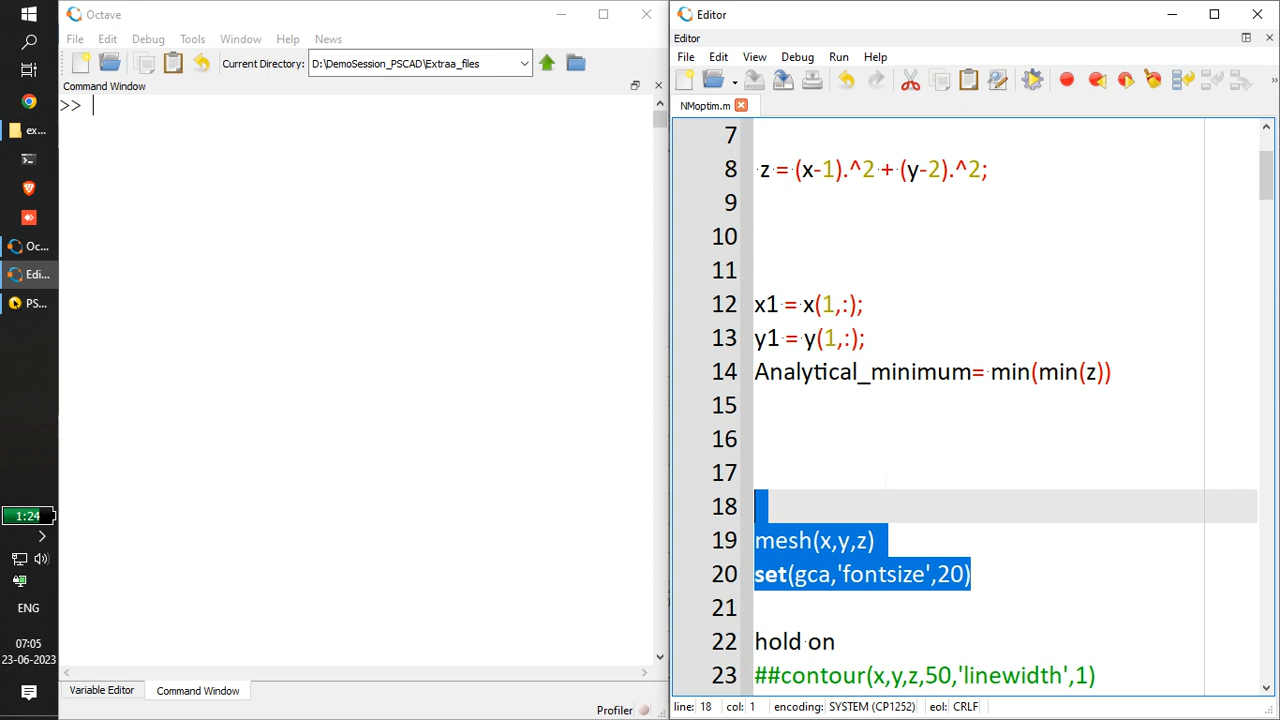 Octave
File Edit Debug Tools Window Help News
Current Directory: D:\DemoSession_PSCAD\Extraa_files
Command Window
>>
Variable Editor Command Window
Profiler
Editor
Editor
File Edit View Debug Run Help
NMoptim.m
7
8 z = (x-1).^2 + (y-2).^2;
9
10
11
12 x1 = x(1,:);
13 y1 = y(1,:);
14 Analytical_minimum= min(min(z))
15
16
17
18
19 mesh(x,y,z)
20 set(gca,'fontsize',20)
21
22 hold on
23 ##contour(x,y,z,50,'linewidth',1)
line: 18 col: 1 encoding: SYSTEM (CP1252) eol: CRLF
ex...
Oc...
Edi...
PS...
1:24
ENG
07:05
23-06-2023